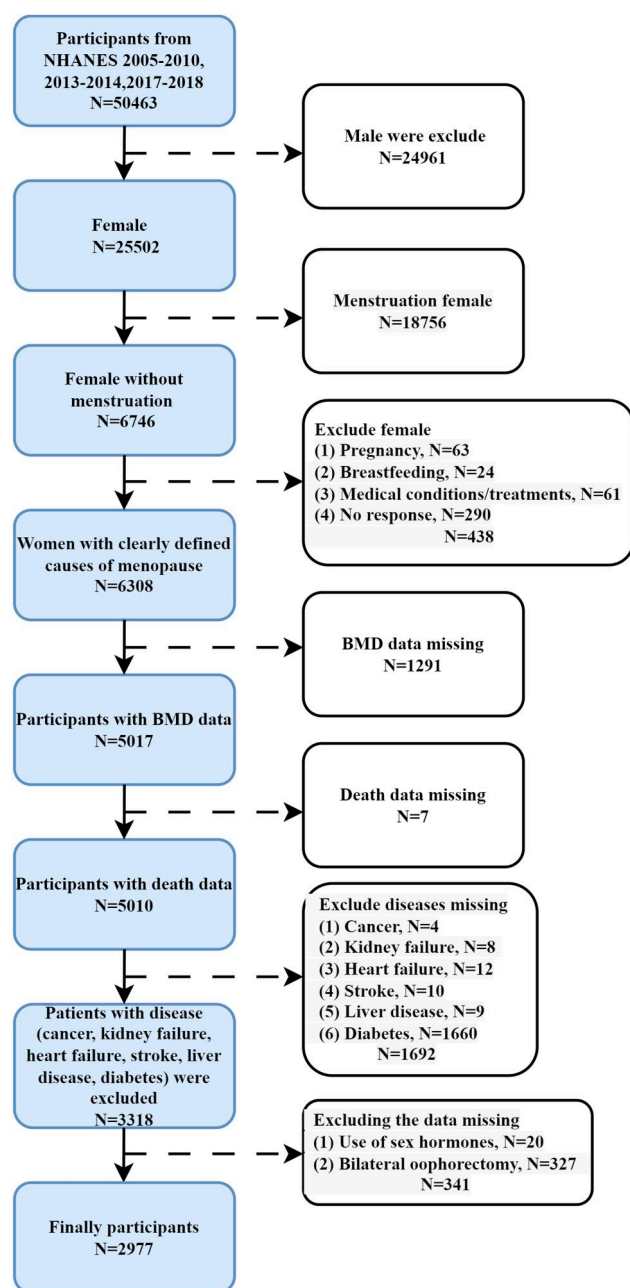 Participants from
NHANES 2005-2010,
2013-2014,2017-2018
N=50463
Male were exclude
N=24961
Female
N=25502
Menstruation female
N=18756
Female without
menstruation
N=6746
Exclude female
(1) Pregnancy, N=63
(2) Breastfeeding, N=24
(3) Medical conditions/treatments, N=61
(4) No response, N=290
N=438
Women with clearly defined
causes of menopause
N=6308
BMD data missing
N=1291
Participants with BMD data
N=5017
Death data missing
N=7
Participants with death data
N=5010
Exclude diseases missing
(1) Cancer, N=4
(2) Kidney failure, N=8
(3) Heart failure, N=12
(4) Stroke, N=10
(5) Liver disease, N=9
(6) Diabetes, N=1660
N=1692
Patients with disease
(cancer, kidney failure,
heart failure, stroke, liver
disease, diabetes) were
excluded
N=3318
Excluding the data missing
(1) Use of sex hormones, N=20
(2) Bilateral oophorectomy, N=327
N=341
Finally participants
N=2977